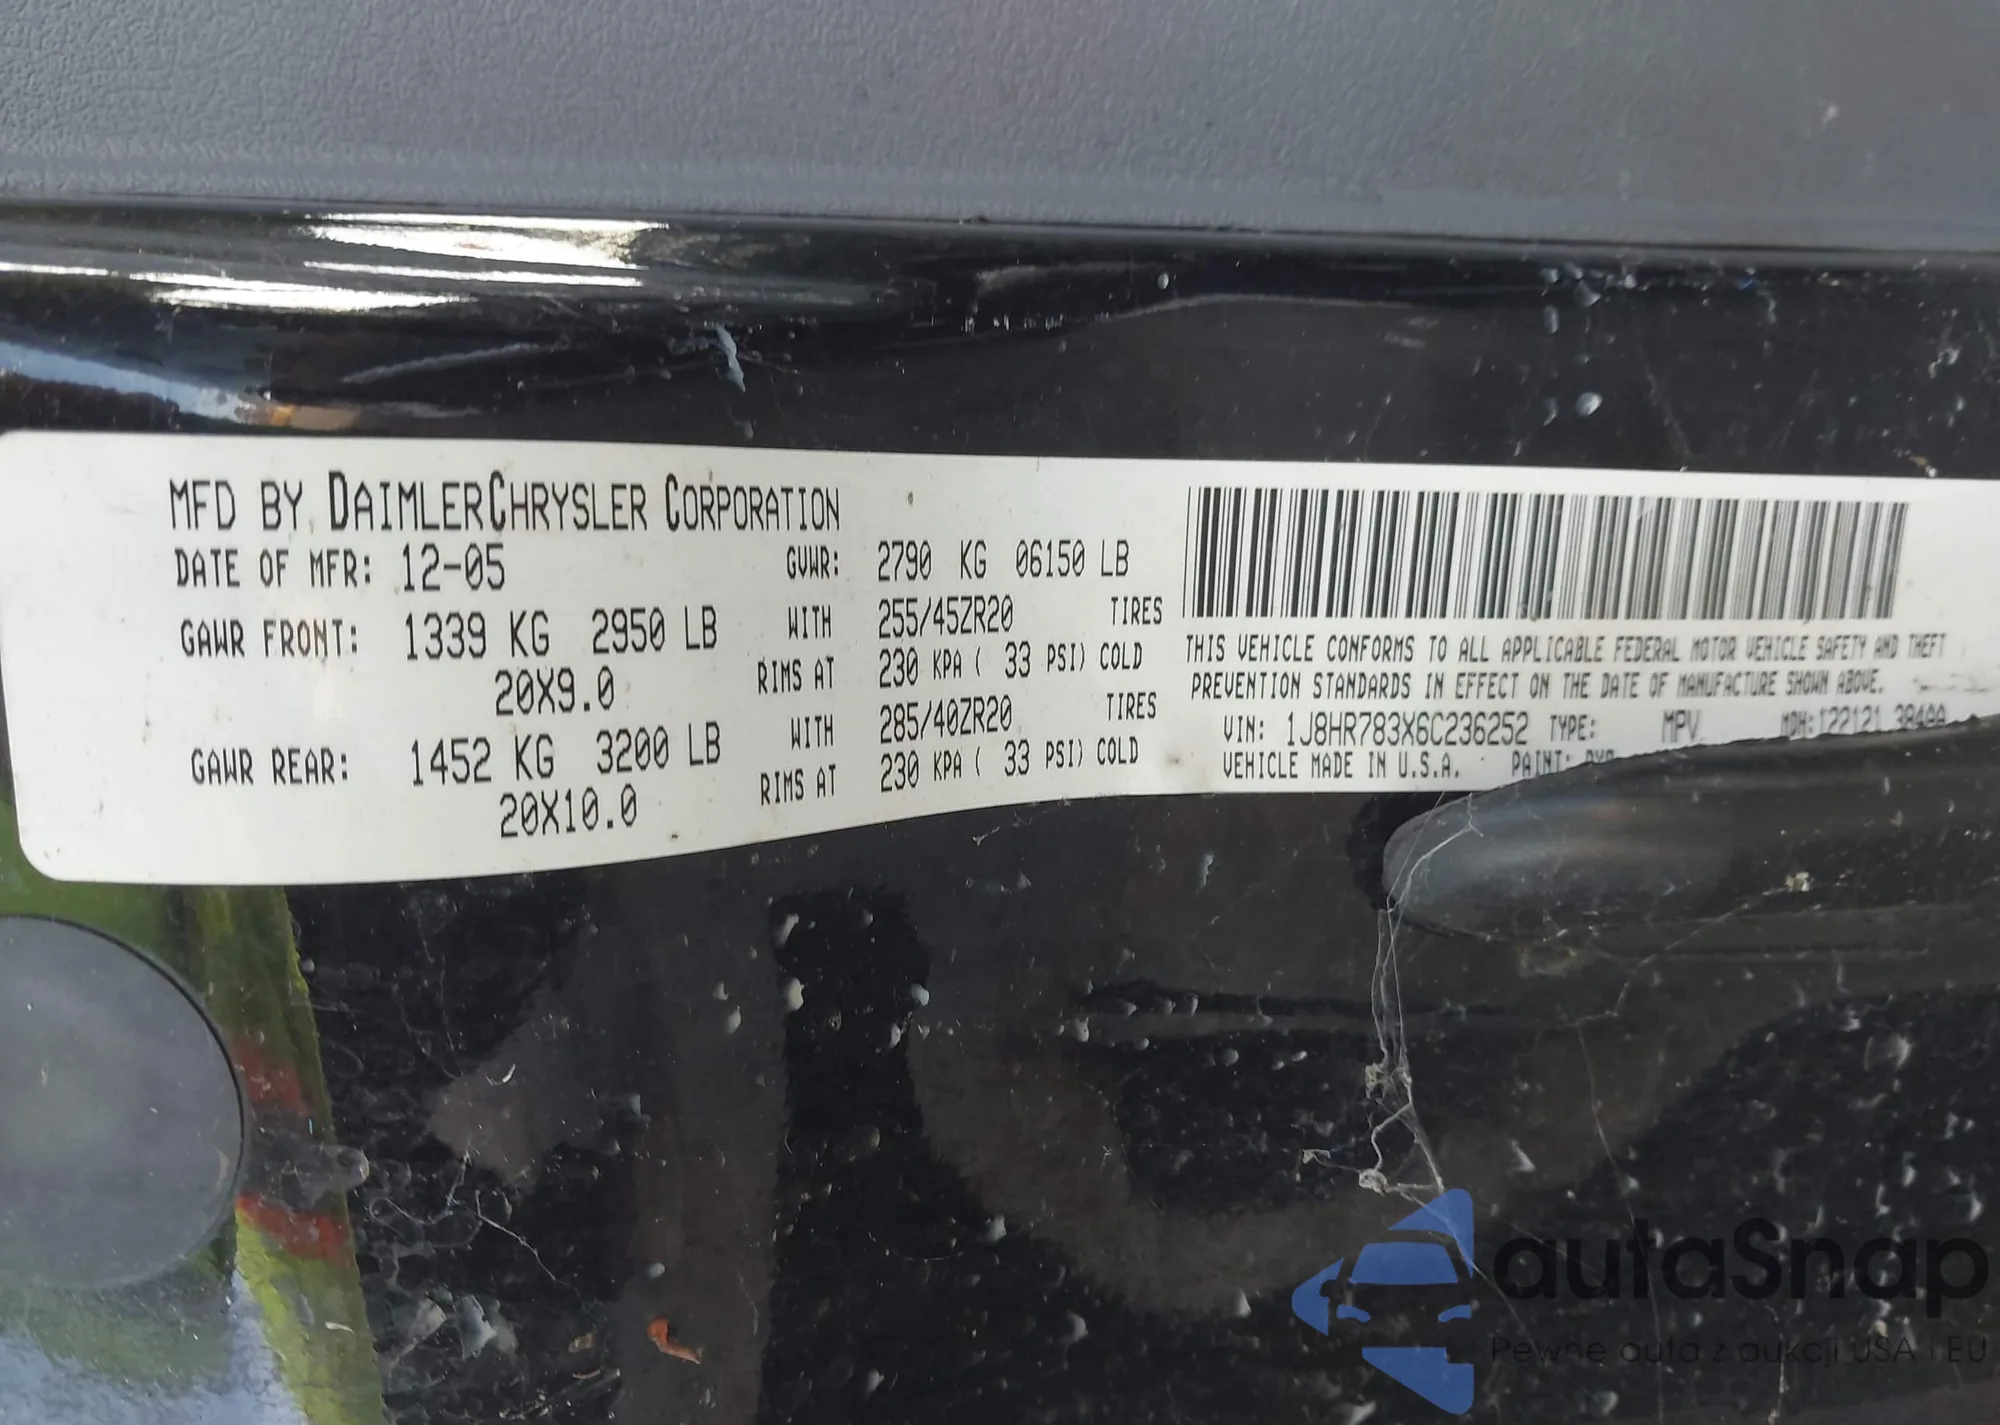 MFD BY DAIMLERCHRYSLER CORPORATION
DATE OF MFR: 12-05 GVWR: 2790 KG 06150 LB
GAWR FRONT: 1339 KG 2950 LB WITH 255/45ZR20 TIRES
20X9.0 RIMS AT 230 KPA ( 33 PSI) COLD
GAWR REAR: 1452 KG 3200 LB WITH 285/40ZR20 TIRES
20X10.0 RIMS AT 230 KPA ( 33 PSI) COLD
THIS VEHICLE CONFORMS TO ALL APPLICABLE FEDERAL MOTOR VEHICLE SAFETY AND THEFT
PREVENTION STANDARDS IN EFFECT ON THE DATE OF MANUFACTURE SHOWN ABOVE.
VIN: 1J8HR783X6C236252 TYPE: MPV MDH: 122121
VEHICLE MADE IN U.S.A. PAINT:
autaSnap
Pewne auta z aukcji USA i EU